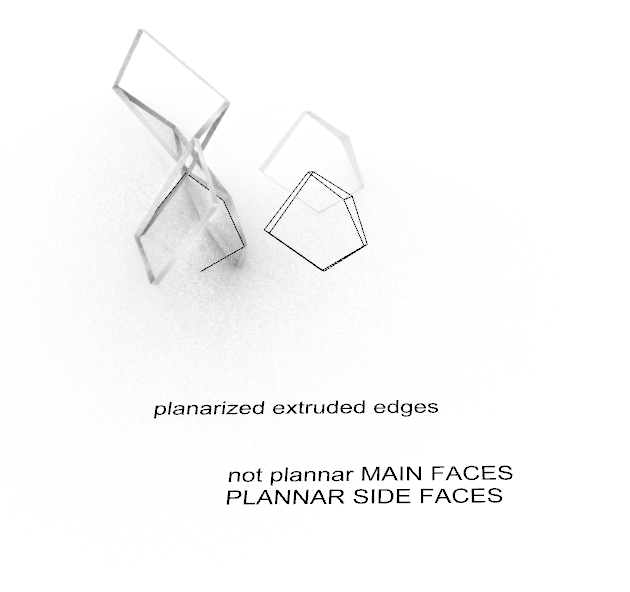 planarized extruded edges
not plannar MAIN FACES
PLANNAR SIDE FACES